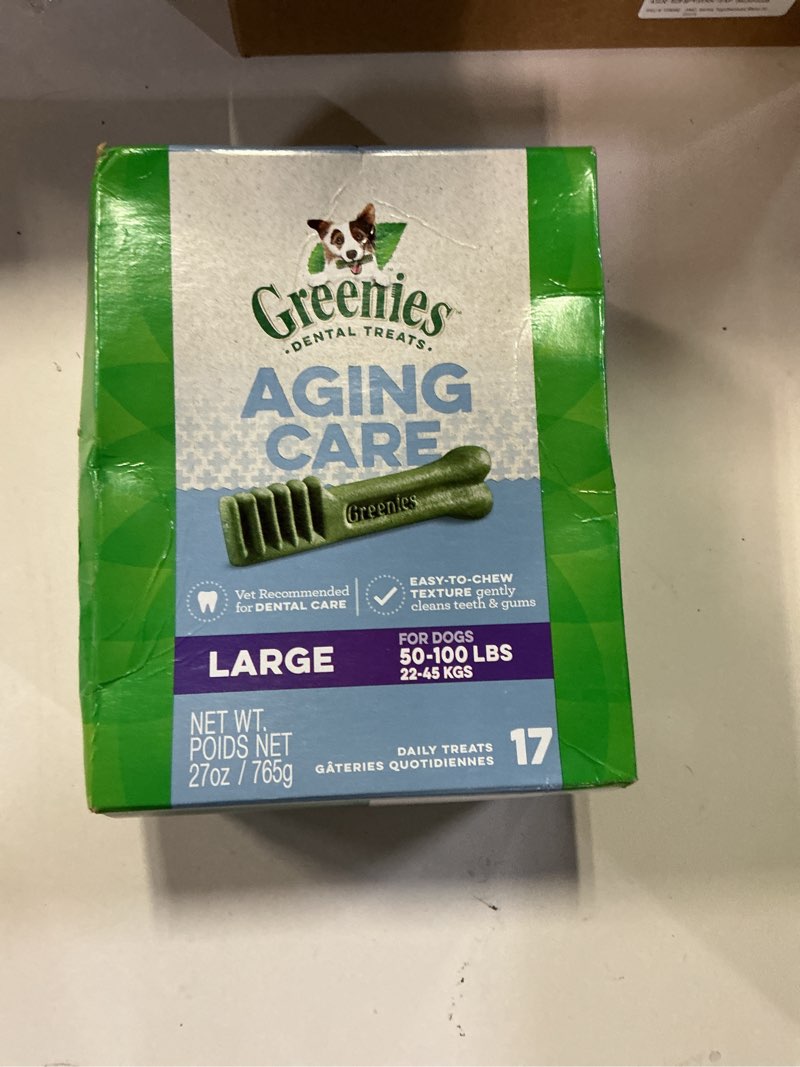 Greenies
DENTAL TREATS
AGING
CARE
Greenies
Vet Recommended
for DENTAL CARE
EASY-TO-CHEW
TEXTURE gently
cleans teeth & gums
LARGE
FOR DOGS
50-100 LBS
22-45 KGS
NET WT.
POIDS NET
27oz / 765g
DAILY TREATS
GÂTERIES QUOTIDIENNES
17